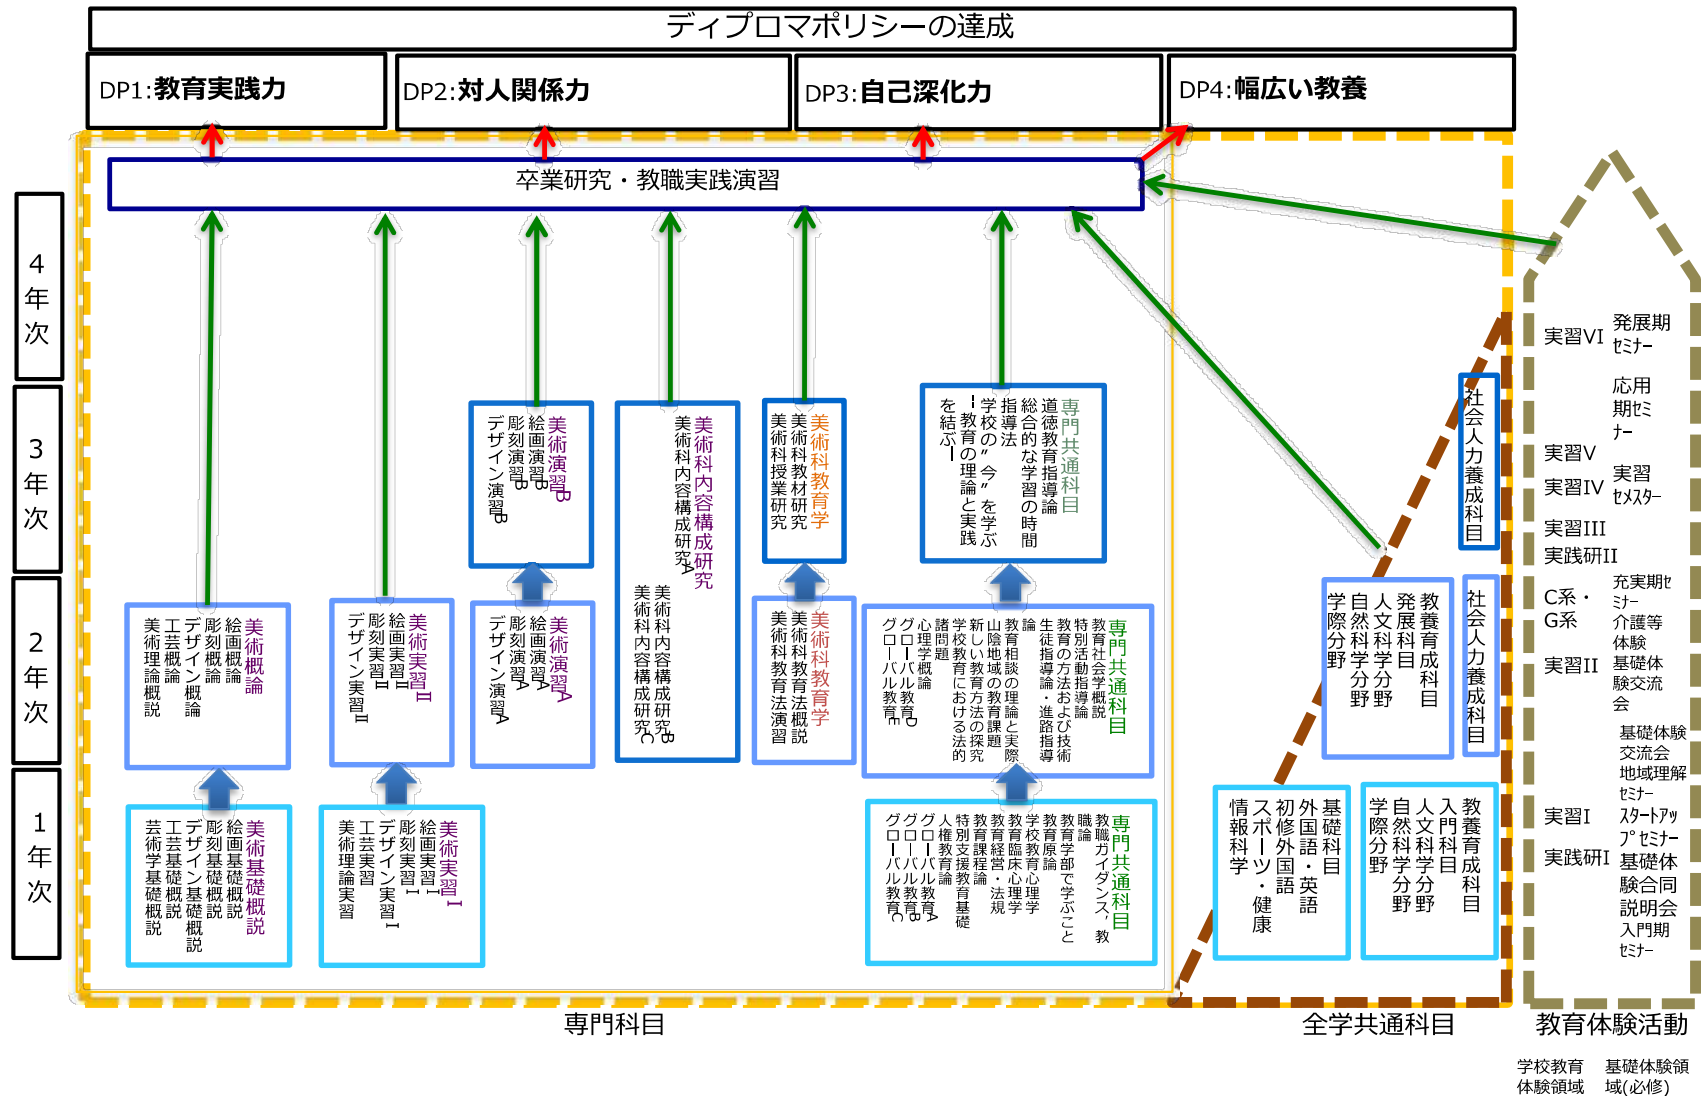 ディプロマポリシーの達成
DP1:教育実践力
DP2:対人関係力
DP3:自己深化力
DP4:幅広い教養
卒業研究・教職実践演習
4年次
3年次
2年次
1年次
美術演習B
絵画演習B
彫刻演習B
デザイン演習B
美術科内容構成研究
美術科内容構成研究A
美術科内容構成研究B
美術科内容構成研究C
美術科教育学
美術科教材研究
美術科授業研究
専門共通科目
道徳教育指導論
総合的な学習の時間
指導法
学校の〝今〟を学ぶ
ー教育の理論と実践
を結ぶー
社会人力養成科目
美術概論
絵画概論
彫刻概論
デザイン概論
工芸概論
美術理論概説
美術実習Ⅱ
絵画実習Ⅱ
彫刻実習Ⅱ
デザイン実習Ⅱ
美術演習A
絵画演習A
彫刻演習A
デザイン演習A
美術科教育学
美術科教育法概説
美術科教育法演習
専門共通科目
教育社会学概説
特別活動指導論
教育の方法および技術
生徒指導論・進路指導
論
教育相談の理論と実際
山陰地域の教育課題
新しい教育方法の探究
学校教育における法的
諸問題
心理学概論
グローバル教育D
グローバル教育E
教養育成科目
発展科目
人文科学分野
自然科学分野
学際分野
社会人力養成科目
美術基礎概説
絵画基礎概説
彫刻基礎概説
デザイン基礎概説
工芸基礎概説
芸術学基礎概説
美術実習Ⅰ
絵画実習Ⅰ
彫刻実習Ⅰ
デザイン実習Ⅰ
工芸実習
美術理論実習
専門共通科目
教職ガイダンス、教
職論
教育学部で学ぶこと
教育原論
学校教育心理学
教育臨床心理学
教育経営・法規
教育課程論
特別支援教育基礎
人権教育論
グローバル教育A
グローバル教育B
グローバル教育C
基礎科目
外国語・英語
初修外国語
スポーツ・健康
情報科学
教養育成科目
入門科目
人文科学分野
自然科学分野
学際分野
実習VI
発展期
ｾﾐﾅｰ
応用
期ｾﾐ
ﾅｰ
実習V
実習IV
実習
ｾﾒｽﾀｰ
実習III
実践研II
C系・
G系
充実期ｾ
ﾐﾅｰ
介護等
体験
実習II
基礎体
験交流
会
基礎体験
交流会
地域理解
ｾﾐﾅｰ
実習I
ｽﾀｰﾄｱｯ
ﾌﾟｾﾐﾅｰ
実践研I
基礎体
験合同
説明会
入門期
ｾﾐﾅｰ
専門科目
全学共通科目
教育体験活動
学校教育
体験領域
基礎体験領
域(必修)